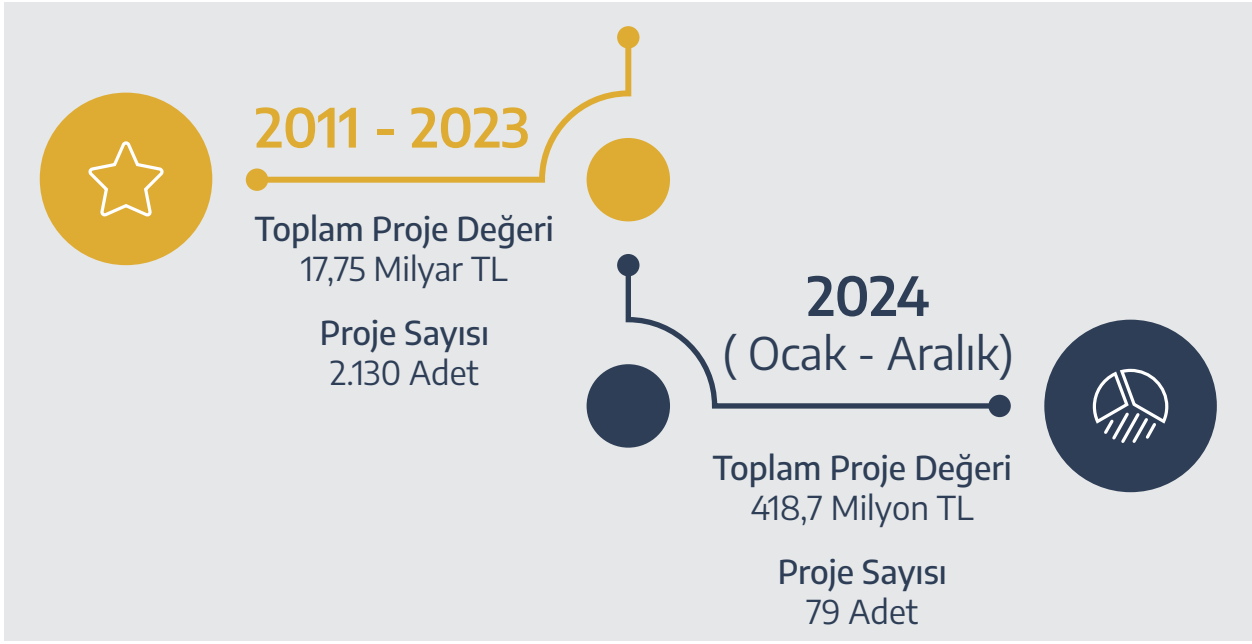 2011 - 2023
Toplam Proje Değeri
17,75 Milyar TL
Proje Sayısı
2.130 Adet
2024
( Ocak - Aralık)
Toplam Proje Değeri
418,7 Milyon TL
Proje Sayısı
79 Adet